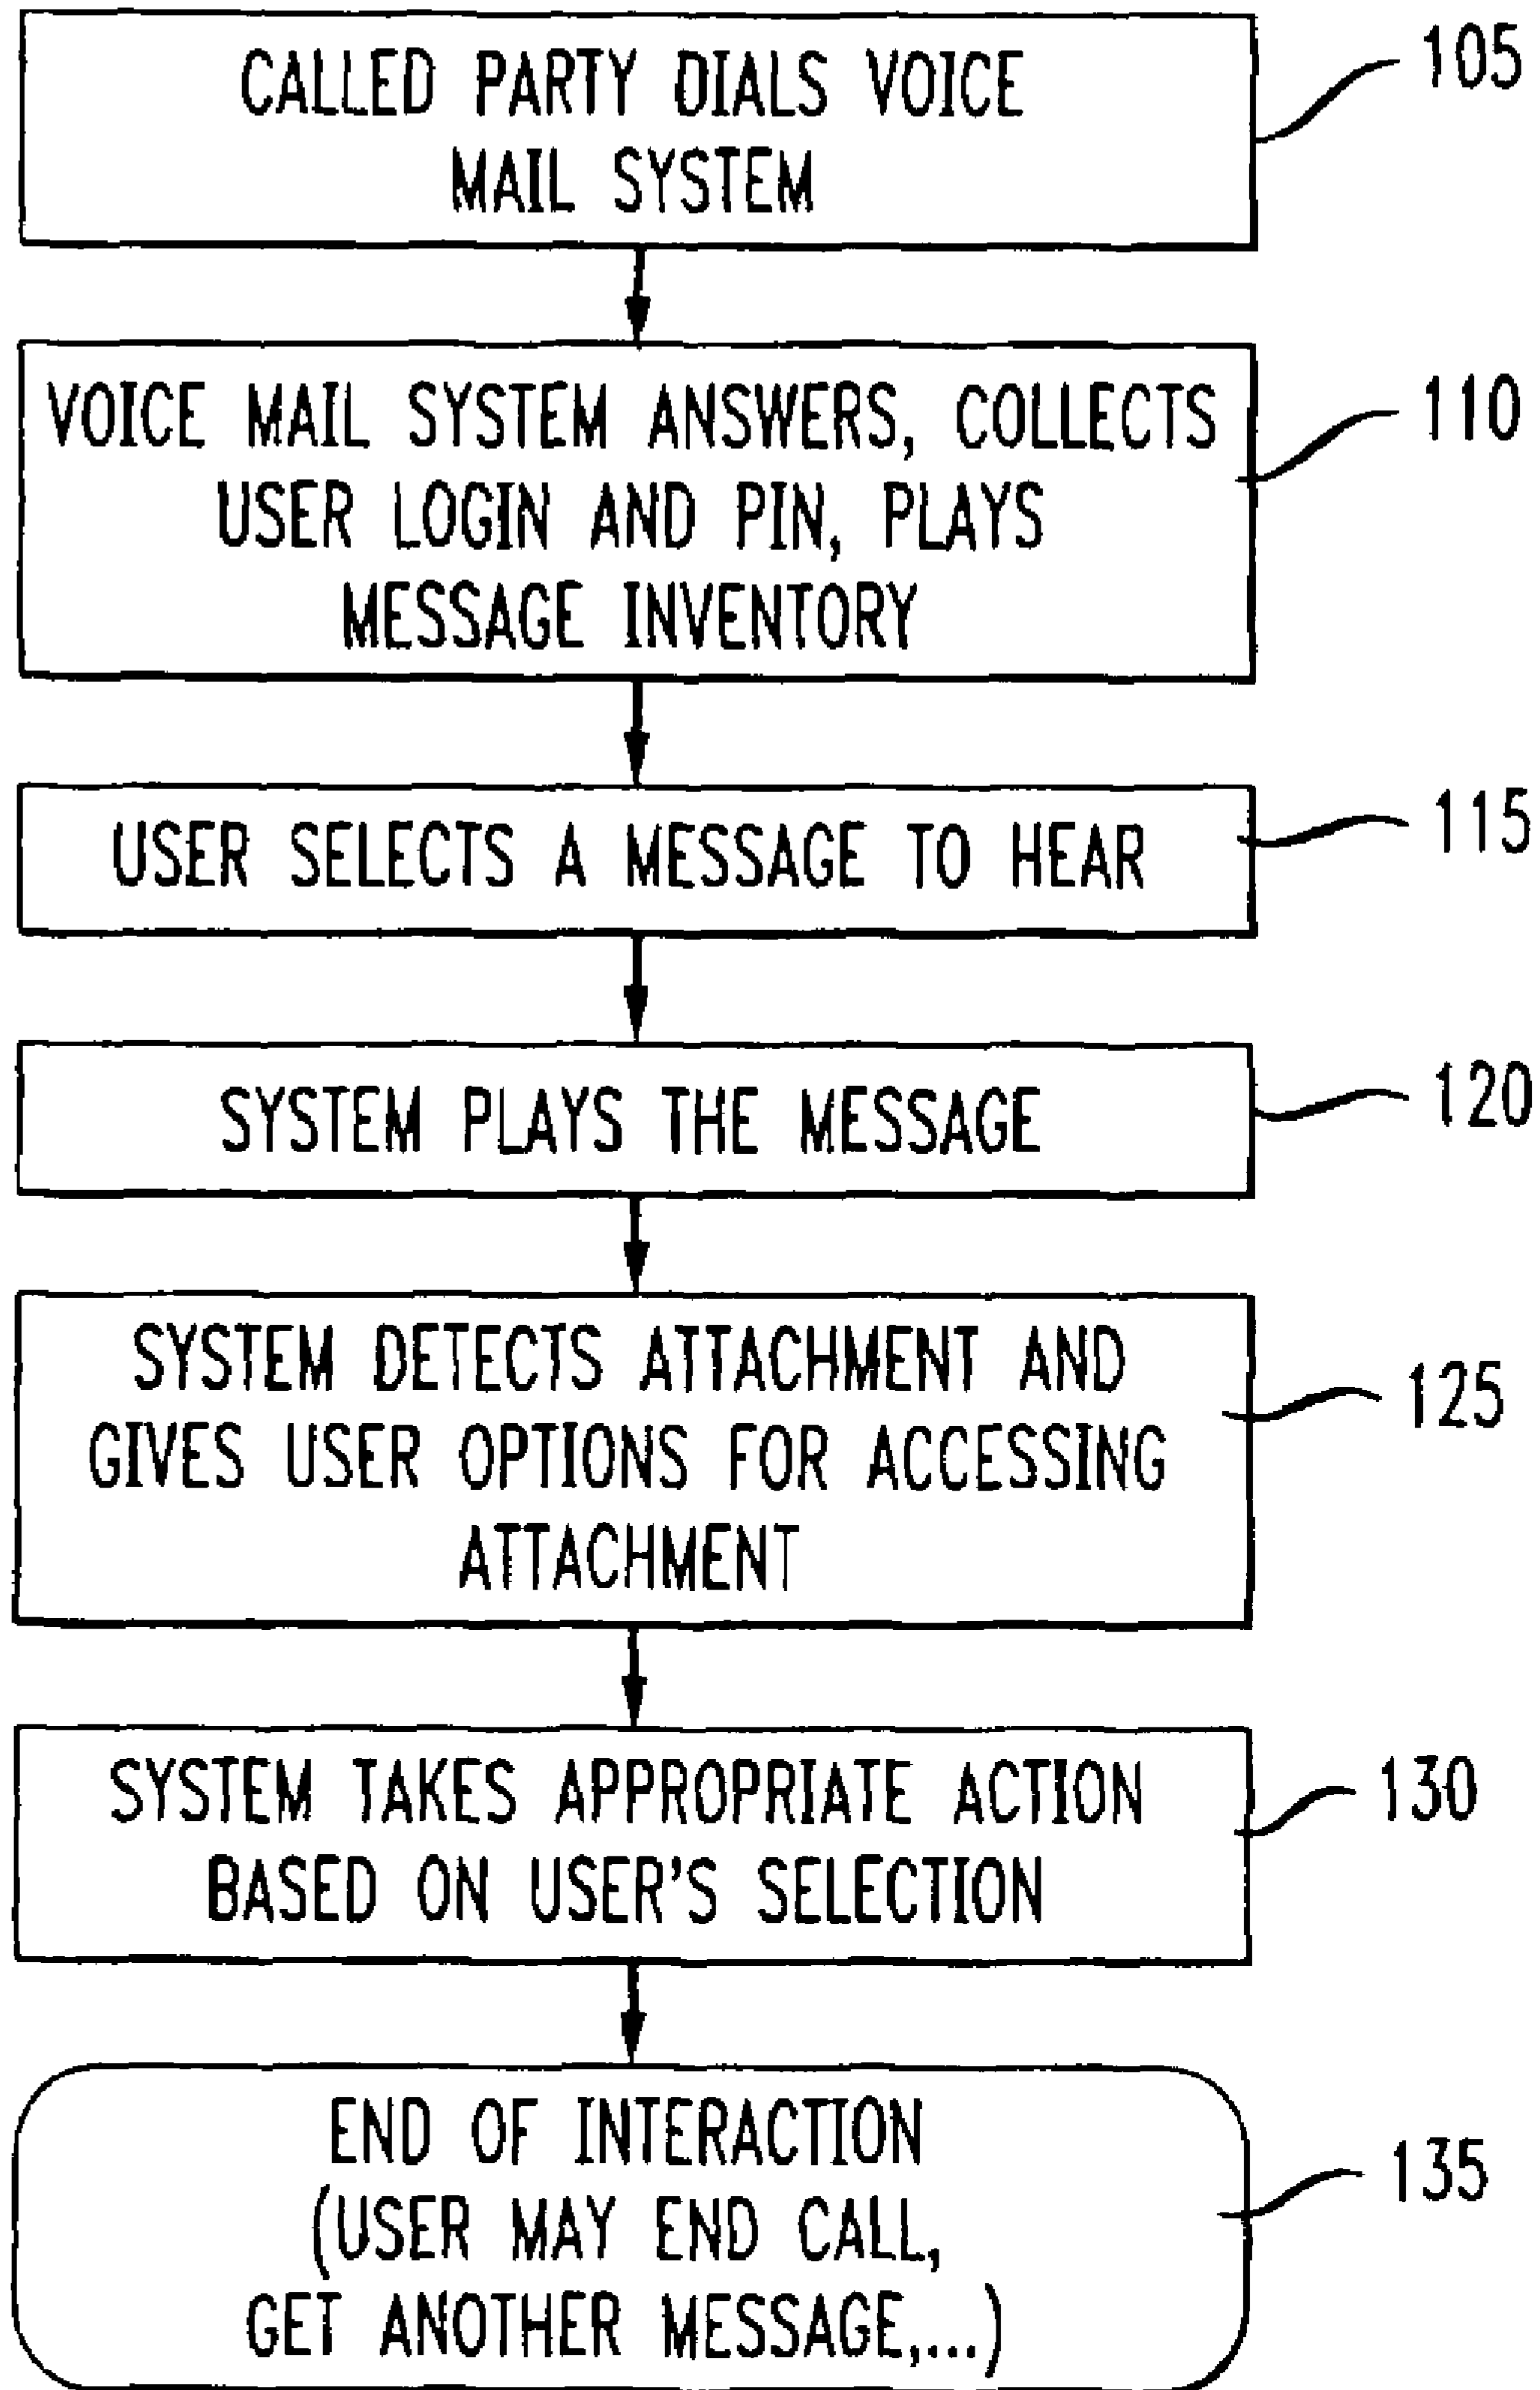 CALLED PARTY DIALS VOICE
MAIL SYSTEM
105
VOICE MAIL SYSTEM ANSWERS, COLLECTS
USER LOGIN AND PIN, PLAYS
MESSAGE INVENTORY
110
USER SELECTS A MESSAGE TO HEAR
115
SYSTEM PLAYS THE MESSAGE
120
SYSTEM DETECTS ATTACHMENT AND
GIVES USER OPTIONS FOR ACCESSING
ATTACHMENT
125
SYSTEM TAKES APPROPRIATE ACTION
BASED ON USER'S SELECTION
130
END OF INTERACTION
(USER MAY END CALL,
GET ANOTHER MESSAGE,...)
135